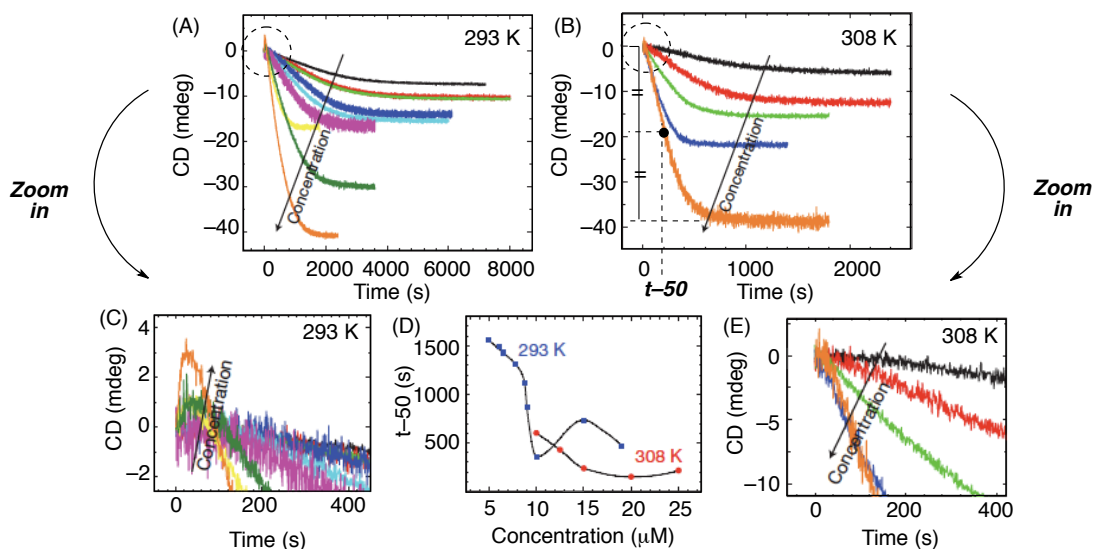 (A)
293 K
CD (mdeg)
0
−10
−20
−30
−40
Concentration
0 2000 4000 6000 8000
Time (s)
(B)
308 K
CD (mdeg)
0
−10
−20
−30
−40
Concentration
0 1000 2000
t–50
Time (s)
Zoom
in
Zoom
in
(C)
293 K
CD (mdeg)
4
2
0
−2
Concentration
0 200 400
Time (s)
(D)
t–50 (s)
1500
1000
500
293 K
308 K
5 10 15 20 25
Concentration (μM)
(E)
308 K
CD (mdeg)
0
−5
−10
Concentration
0 200 400
Time (s)